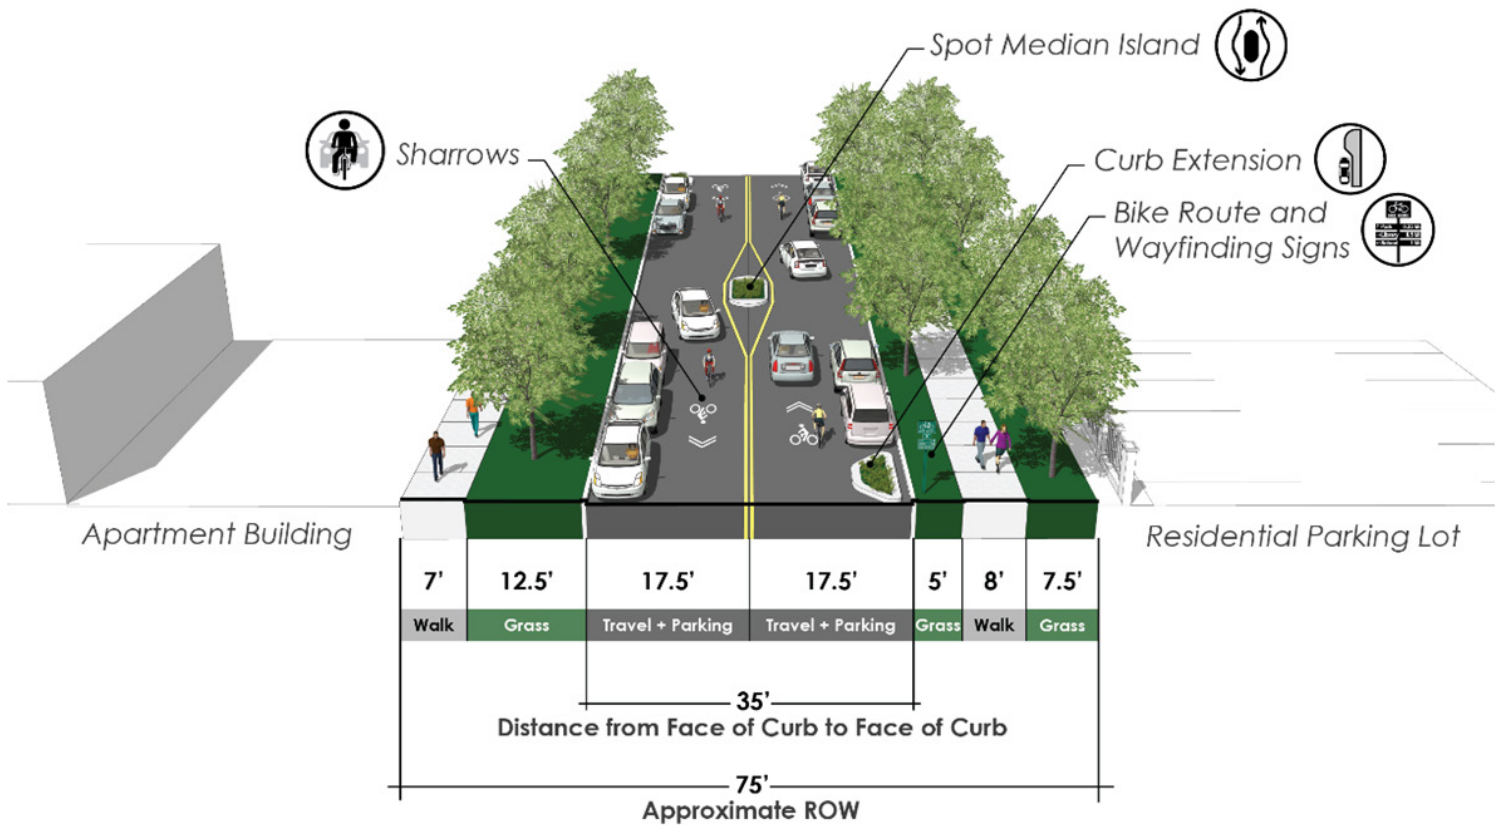 Spot Median Island
Sharrows
Curb Extension
Bike Route and
Wayfinding Signs
Apartment Building
Residential Parking Lot
7' 12.5' 17.5' 17.5' 5' 8' 7.5'
Walk Grass Travel + Parking Travel + Parking Grass Walk Grass
35'
Distance from Face of Curb to Face of Curb
75'
Approximate ROW